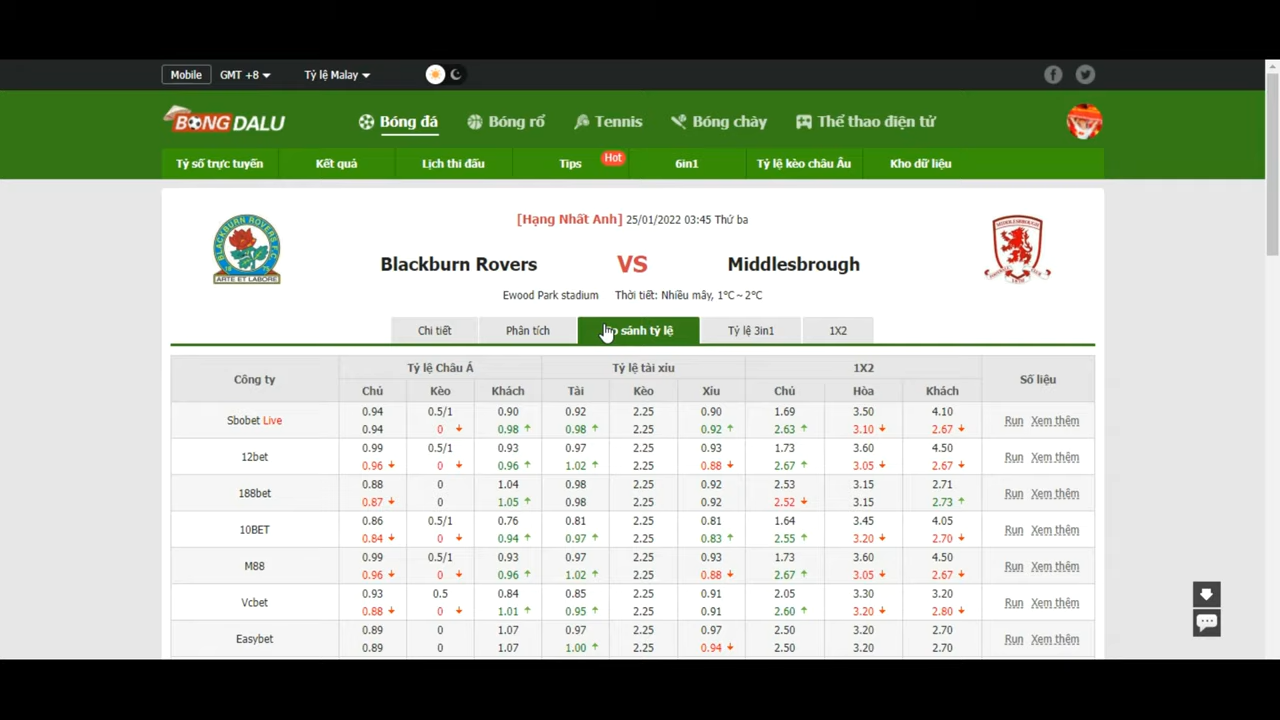 Mobile GMT +8 Tỷ lệ Malay
BONG DALU Bóng đá Bóng rổ Tennis Bóng chày Thể thao điện tử
Tỷ số trực tuyến Kết quả Lịch thi đấu Tips Hot 6in1 Tỷ lệ kèo châu Âu Kho dữ liệu
BLACKBURN ROVERS F.C.
ARTE ET LABORE
[Hạng Nhất Anh] 25/01/2022 03:45 Thứ ba
Blackburn Rovers VS Middlesbrough
Ewood Park stadium Thời tiết: Nhiều mây, 1°C ~ 2°C
Chi tiết Phân tích sánh tỷ lệ Tỷ lệ 3in1 1X2
Công ty Tỷ lệ Châu Á Tỷ lệ tài xíu 1X2 Số liệu
Chủ Kèo Khách Tài Kèo Xíu Chủ Hòa Khách
Sbobet Live Run Xem thêm
0.94 0.5/1 0.90 0.92 2.25 0.90 1.69 3.50 4.10
0.94 0 0.98 0.98 2.25 0.92 2.63 3.10 2.67
12bet Run Xem thêm
0.99 0.5/1 0.93 0.97 2.25 0.93 1.73 3.60 4.50
0.96 0 0.96 1.02 2.25 0.88 2.67 3.05 2.67
188bet Run Xem thêm
0.88 0 1.04 0.98 2.25 0.92 2.53 3.15 2.71
0.87 0 1.05 0.98 2.25 0.92 2.52 3.15 2.73
10BET Run Xem thêm
0.86 0.5/1 0.76 0.81 2.25 0.81 1.64 3.45 4.05
0.84 0 0.94 0.97 2.25 0.83 2.55 3.20 2.70
M88 Run Xem thêm
0.99 0.5/1 0.93 0.97 2.25 0.93 1.73 3.60 4.50
0.96 0 0.96 1.02 2.25 0.88 2.67 3.05 2.67
Vcbet Run Xem thêm
0.93 0.5 0.84 0.85 2.25 0.91 2.05 3.30 3.20
0.88 0 1.01 0.95 2.25 0.91 2.60 3.20 2.80
Easybet Run Xem thêm
0.89 0 1.07 0.97 2.25 0.97 2.50 3.20 2.70
0.89 0 1.07 1.00 2.25 0.94 2.50 3.20 2.70